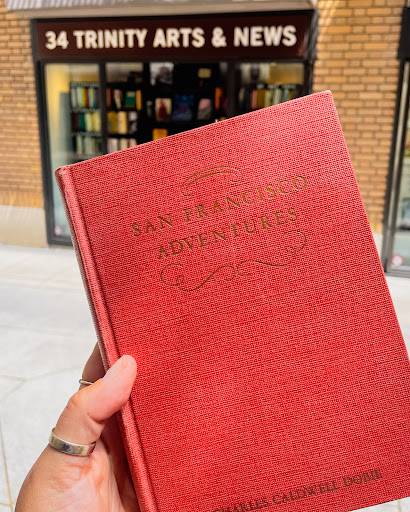 34 TRINITY ARTS & NEWS
SAN FRANCISCO
ADVENTURES
CHARLES CALDWELL DOBIE